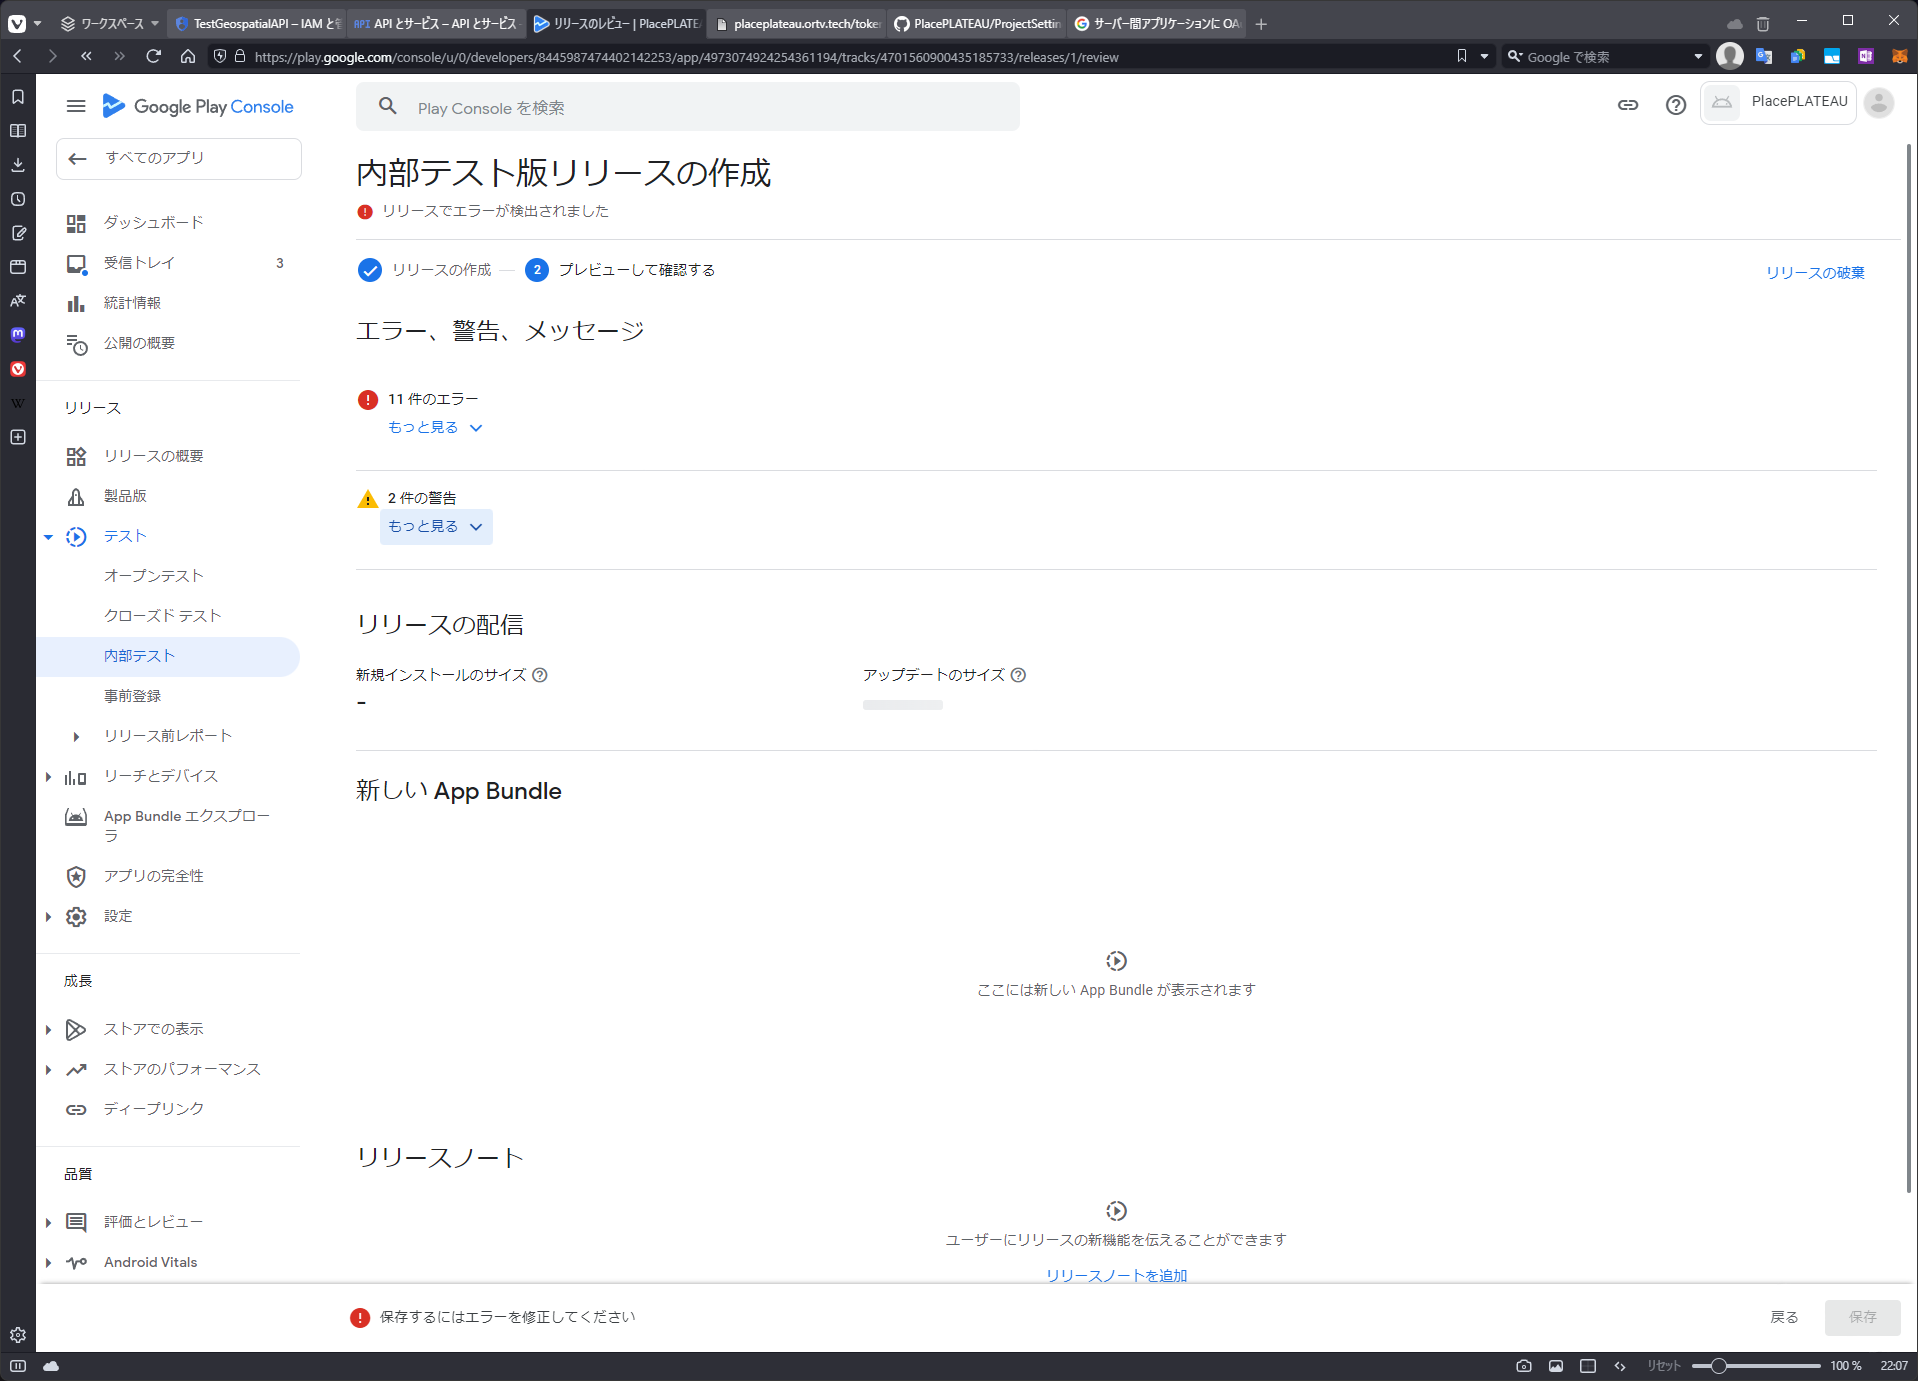 ワークスペース
TestGeospatialAPI – IAM と管
API API とサービス – API とサービス
リリースのレビュー | PlacePLATEA
placeplateau.ortv.tech/toker
PlacePLATEAU/ProjectSettin
サーバー間アプリケーションに OA
https://play.google.com/console/u/0/developers/8445987474402142253/app/4973074924254361194/tracks/4701560900435185733/releases/1/review
Google で検索
Google Play Console
Play Console を検索
PlacePLATEAU
すべてのアプリ
ダッシュボード
受信トレイ 3
統計情報
公開の概要
リリース
リリースの概要
製品版
テスト
オープンテスト
クローズド テスト
内部テスト
事前登録
リリース前レポート
リーチとデバイス
App Bundle エクスプロー
ラ
アプリの完全性
設定
成長
ストアでの表示
ストアのパフォーマンス
ディープリンク
品質
評価とレビュー
Android Vitals
内部テスト版リリースの作成
リリースでエラーが検出されました
リリースの作成
2 プレビューして確認する
リリースの破棄
エラー、警告、メッセージ
11 件のエラー
もっと見る
2 件の警告
もっと見る
リリースの配信
新規インストールのサイズ
-
アップデートのサイズ
新しい App Bundle
ここには新しい App Bundle が表示されます
リリースノート
ユーザーにリリースの新機能を伝えることができます
リリースノートを追加
保存するにはエラーを修正してください
戻る
保存
リセット
100 %
22:07